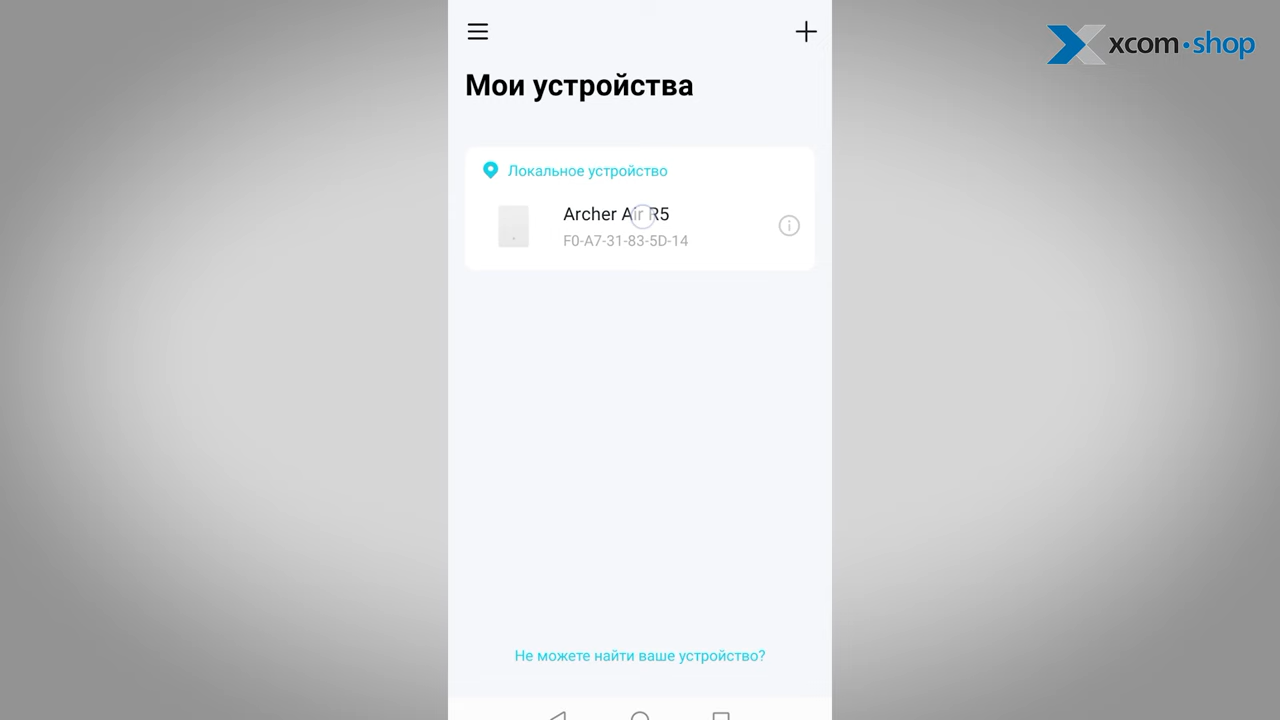 xcom·shop
Мои устройства
Локальное устройство
Archer Air R5
F0-A7-31-83-5D-14
Не можете найти ваше устройство?